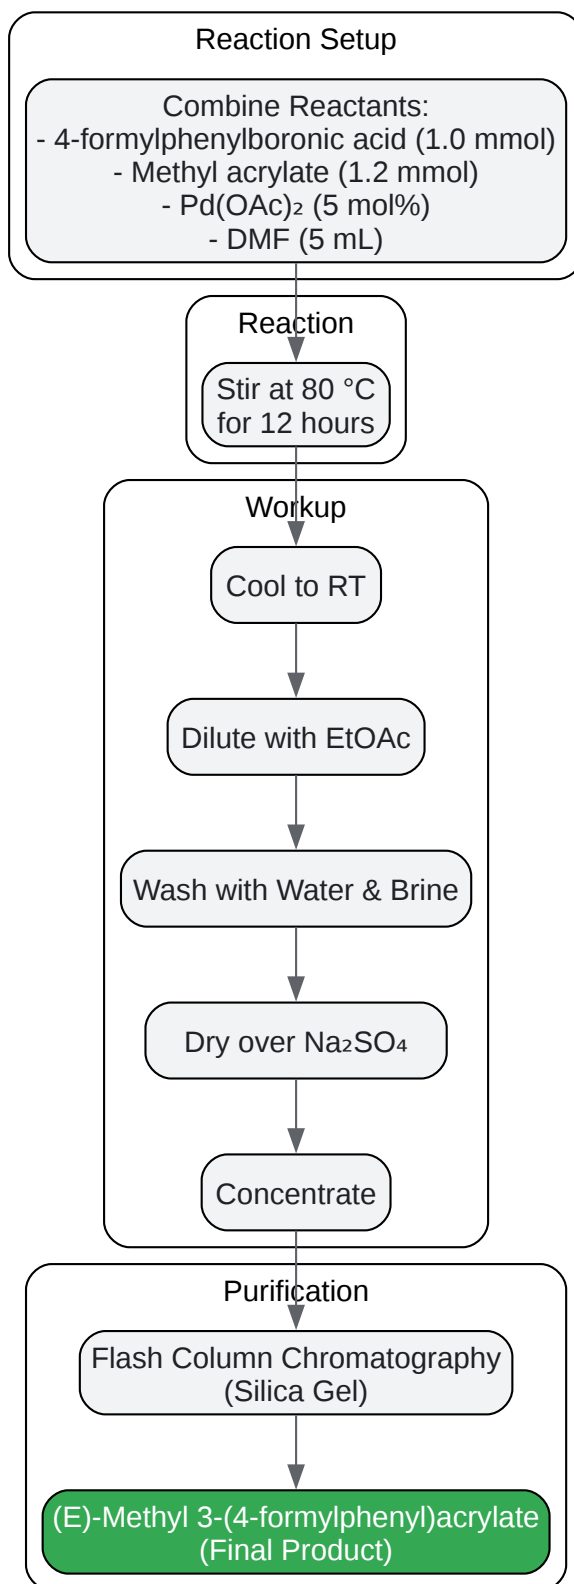 Reaction Setup
Combine Reactants:
- 4-formylphenylboronic acid (1.0 mmol)
- Methyl acrylate (1.2 mmol)
- Pd(OAc)₂ (5 mol%)
- DMF (5 mL)
Reaction
Stir at 80 °C
for 12 hours
Workup
Cool to RT
Dilute with EtOAc
Wash with Water & Brine
Dry over Na₂SO₄
Concentrate
Purification
Flash Column Chromatography
(Silica Gel)
(E)-Methyl 3-(4-formylphenyl)acrylate
(Final Product)